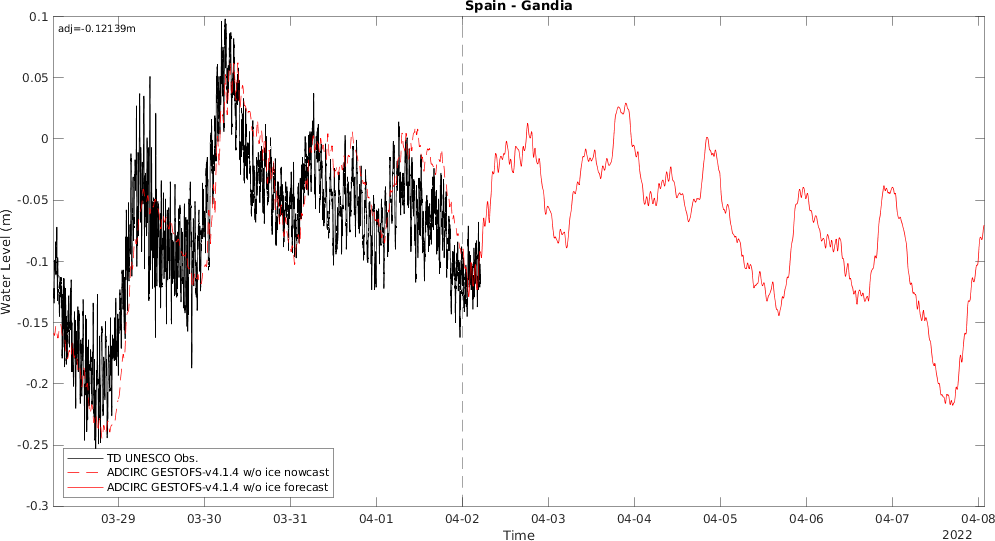 Spain - Gandia
adj=-0.12139m
0.1
0.05
0
-0.05
-0.1
-0.15
-0.2
-0.25
-0.3
Water Level (m)
TD UNESCO Obs.
ADCIRC GESTOFS-v4.1.4 w/o ice nowcast
ADCIRC GESTOFS-v4.1.4 w/o ice forecast
03-29 03-30 03-31 04-01 04-02 04-03 04-04 04-05 04-06 04-07 04-08
Time
2022